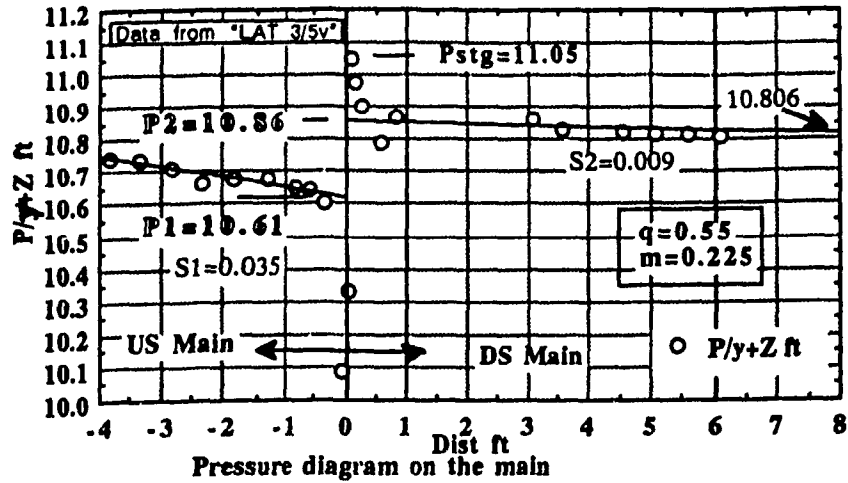 11.2
11.1
11.0
10.9
10.8
10.7
10.6
10.5
10.4
10.3
10.2
10.1
10.0
P/y+Z ft
Data from "LAT 3/5v"
Pstg=11.05
P2=10.86
10.806
S2=0.009
P1=10.61
S1=0.035
q=0.55
m=0.225
US Main
DS Main
P/y+Z ft
-4 -3 -2 -1 0 1 2 3 4 5 6 7 8
Dist ft
Pressure diagram on the main